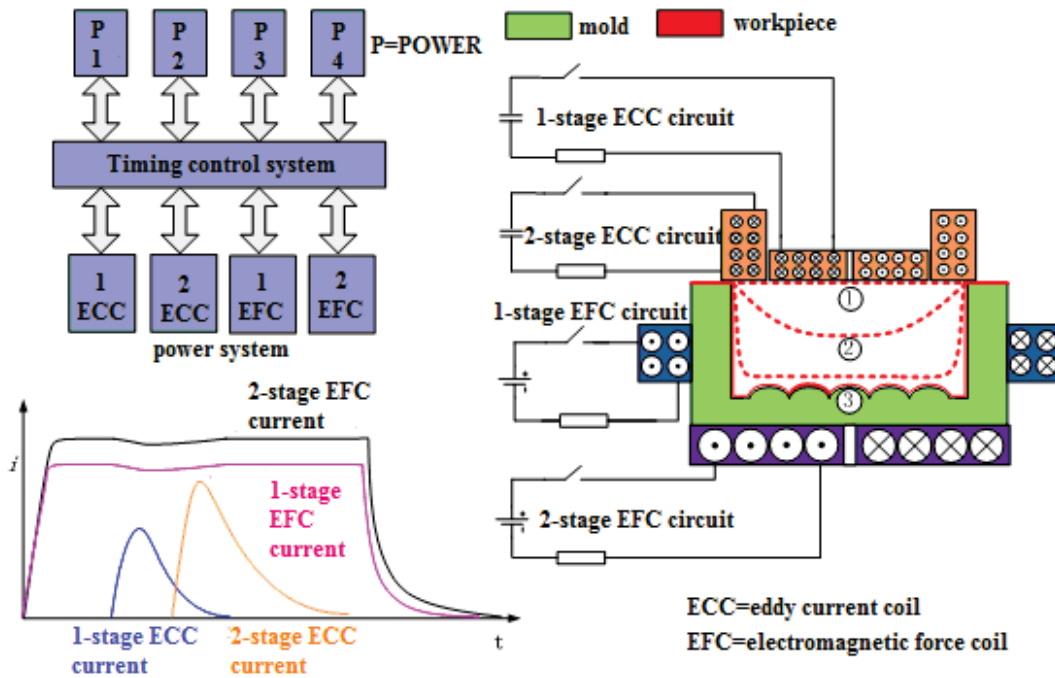 P
1
P
2
P
3
P
4
P=POWER
Timing control system
1
ECC
2
ECC
1
EFC
2
EFC
power system
mold
workpiece
1-stage ECC circuit
2-stage ECC circuit
1-stage EFC circuit
2-stage EFC circuit
①
②
③
2-stage EFC
current
i
1-stage
EFC
current
1-stage ECC
current
2-stage ECC
current
t
ECC=eddy current coil
EFC=electromagnetic force coil